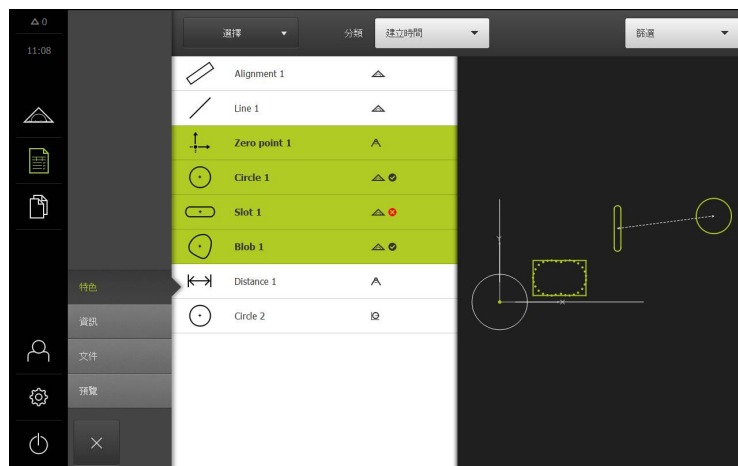 0
11:08
選擇
分類
建立時間
篩選
Alignment 1
Line 1
Zero point 1
Circle 1
Slot 1
Blob 1
Distance 1
Circle 2
特色
資訊
文件
預覽
Y
X